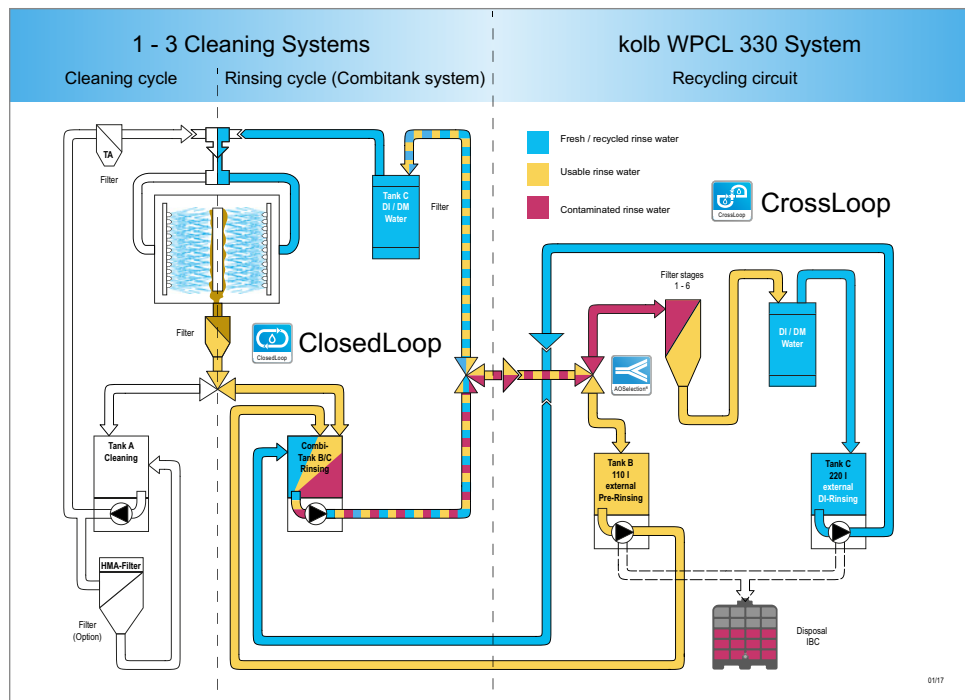 1 - 3 Cleaning Systems
kolb WPCL 330 System
Cleaning cycle
Rinsing cycle (Combitank system)
Recycling circuit
TA
Filter
Tank C
DI / DM
Water
Filter
Fresh / recycled rinse water
Usable rinse water
Contaminated rinse water
CrossLoop
CrossLoop
Filter stages
1 - 6
DI / DM
Water
Filter
ClosedLoop
ClosedLoop
AOSelection®
Tank A
Cleaning
Combi-
Tank B/C
Rinsing
Tank B
110 l
external
Pre-Rinsing
Tank C
220 l
external
DI-Rinsing
HMA-Filter
Filter
(Option)
Disposal
IBC
01/17